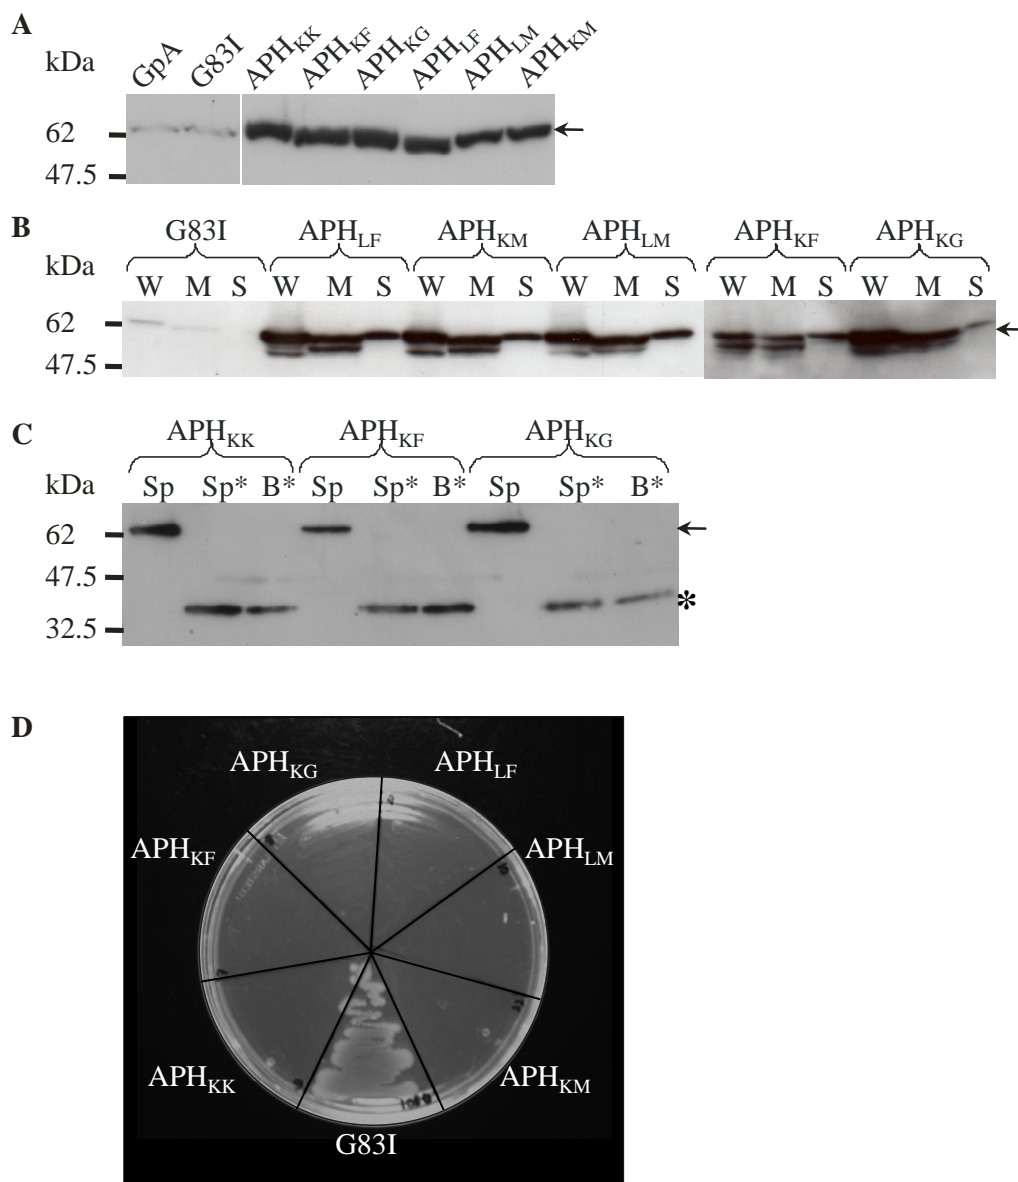 A
kDa
GpA G83I APHKK APHKF APHKG APHLF APHLM APHKM
62
47.5
B
G83I APHLF APHKM APHLM APHKF APHKG
kDa
W M S W M S W M S W M S W M S W M S
62
47.5
C
APHKK APHKF APHKG
kDa
Sp Sp* B* Sp Sp* B* Sp Sp* B*
62
47.5
*
32.5
D
APHKG APHLF
APHKF APHLM
APHKK APHKM
G83I